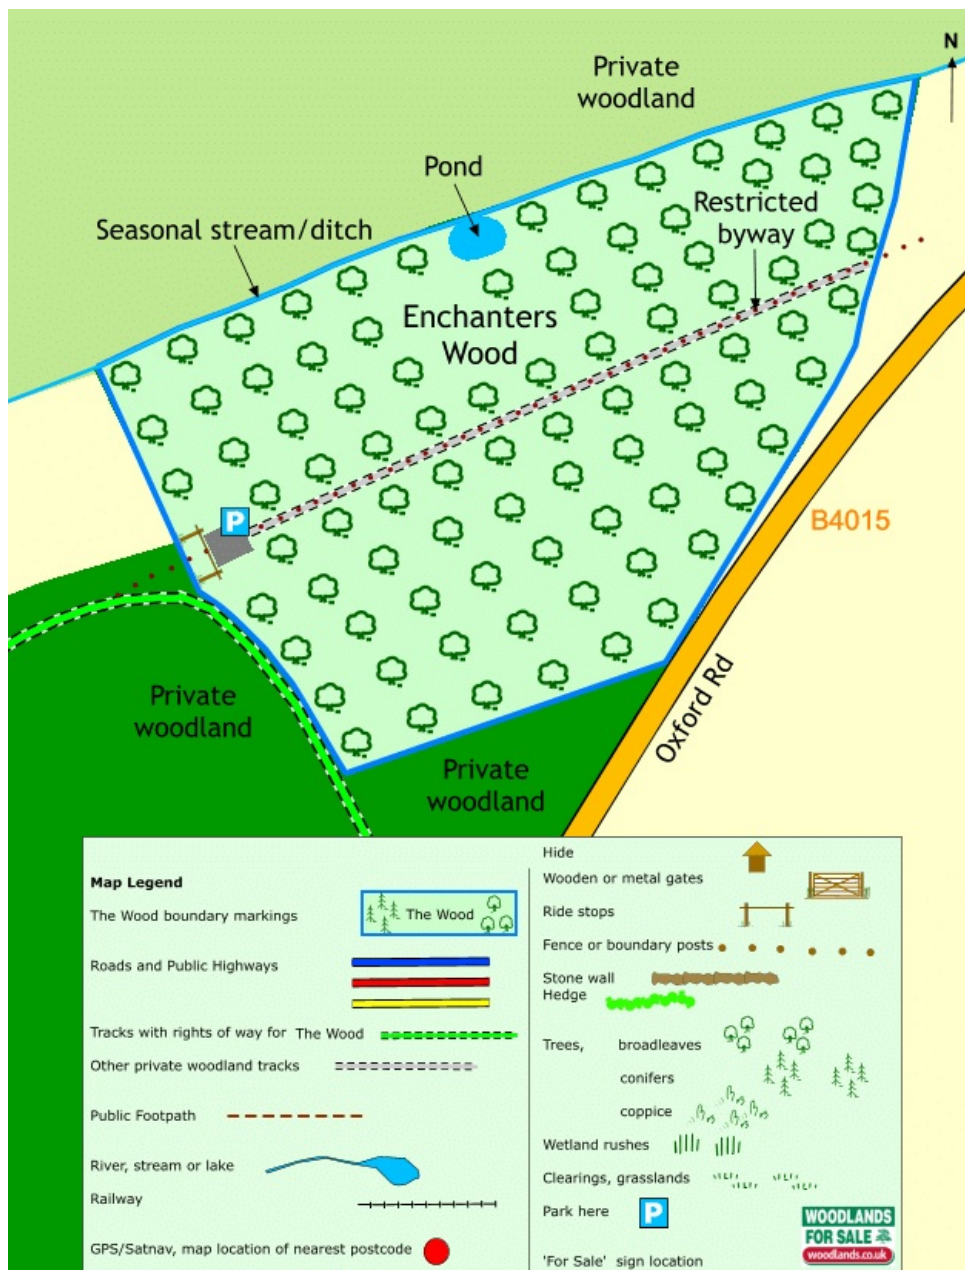 N
Private
woodland
Pond
Restricted
byway
Seasonal stream/ditch
Enchanters
Wood
P
B4015
Oxford Rd
Private
woodland
Private
woodland
Map Legend
The Wood boundary markings
The Wood
Roads and Public Highways
Tracks with rights of way for The Wood
Other private woodland tracks
Public Footpath
River, stream or lake
Railway
GPS/Satnav, map location of nearest postcode
Hide
Wooden or metal gates
Ride stops
Fence or boundary posts
Stone wall
Hedge
Trees, broadleaves
conifers
coppice
Wetland rushes
Clearings, grasslands
Park here P
'For Sale' sign location
WOODLANDS
FOR SALE
woodlands.co.uk